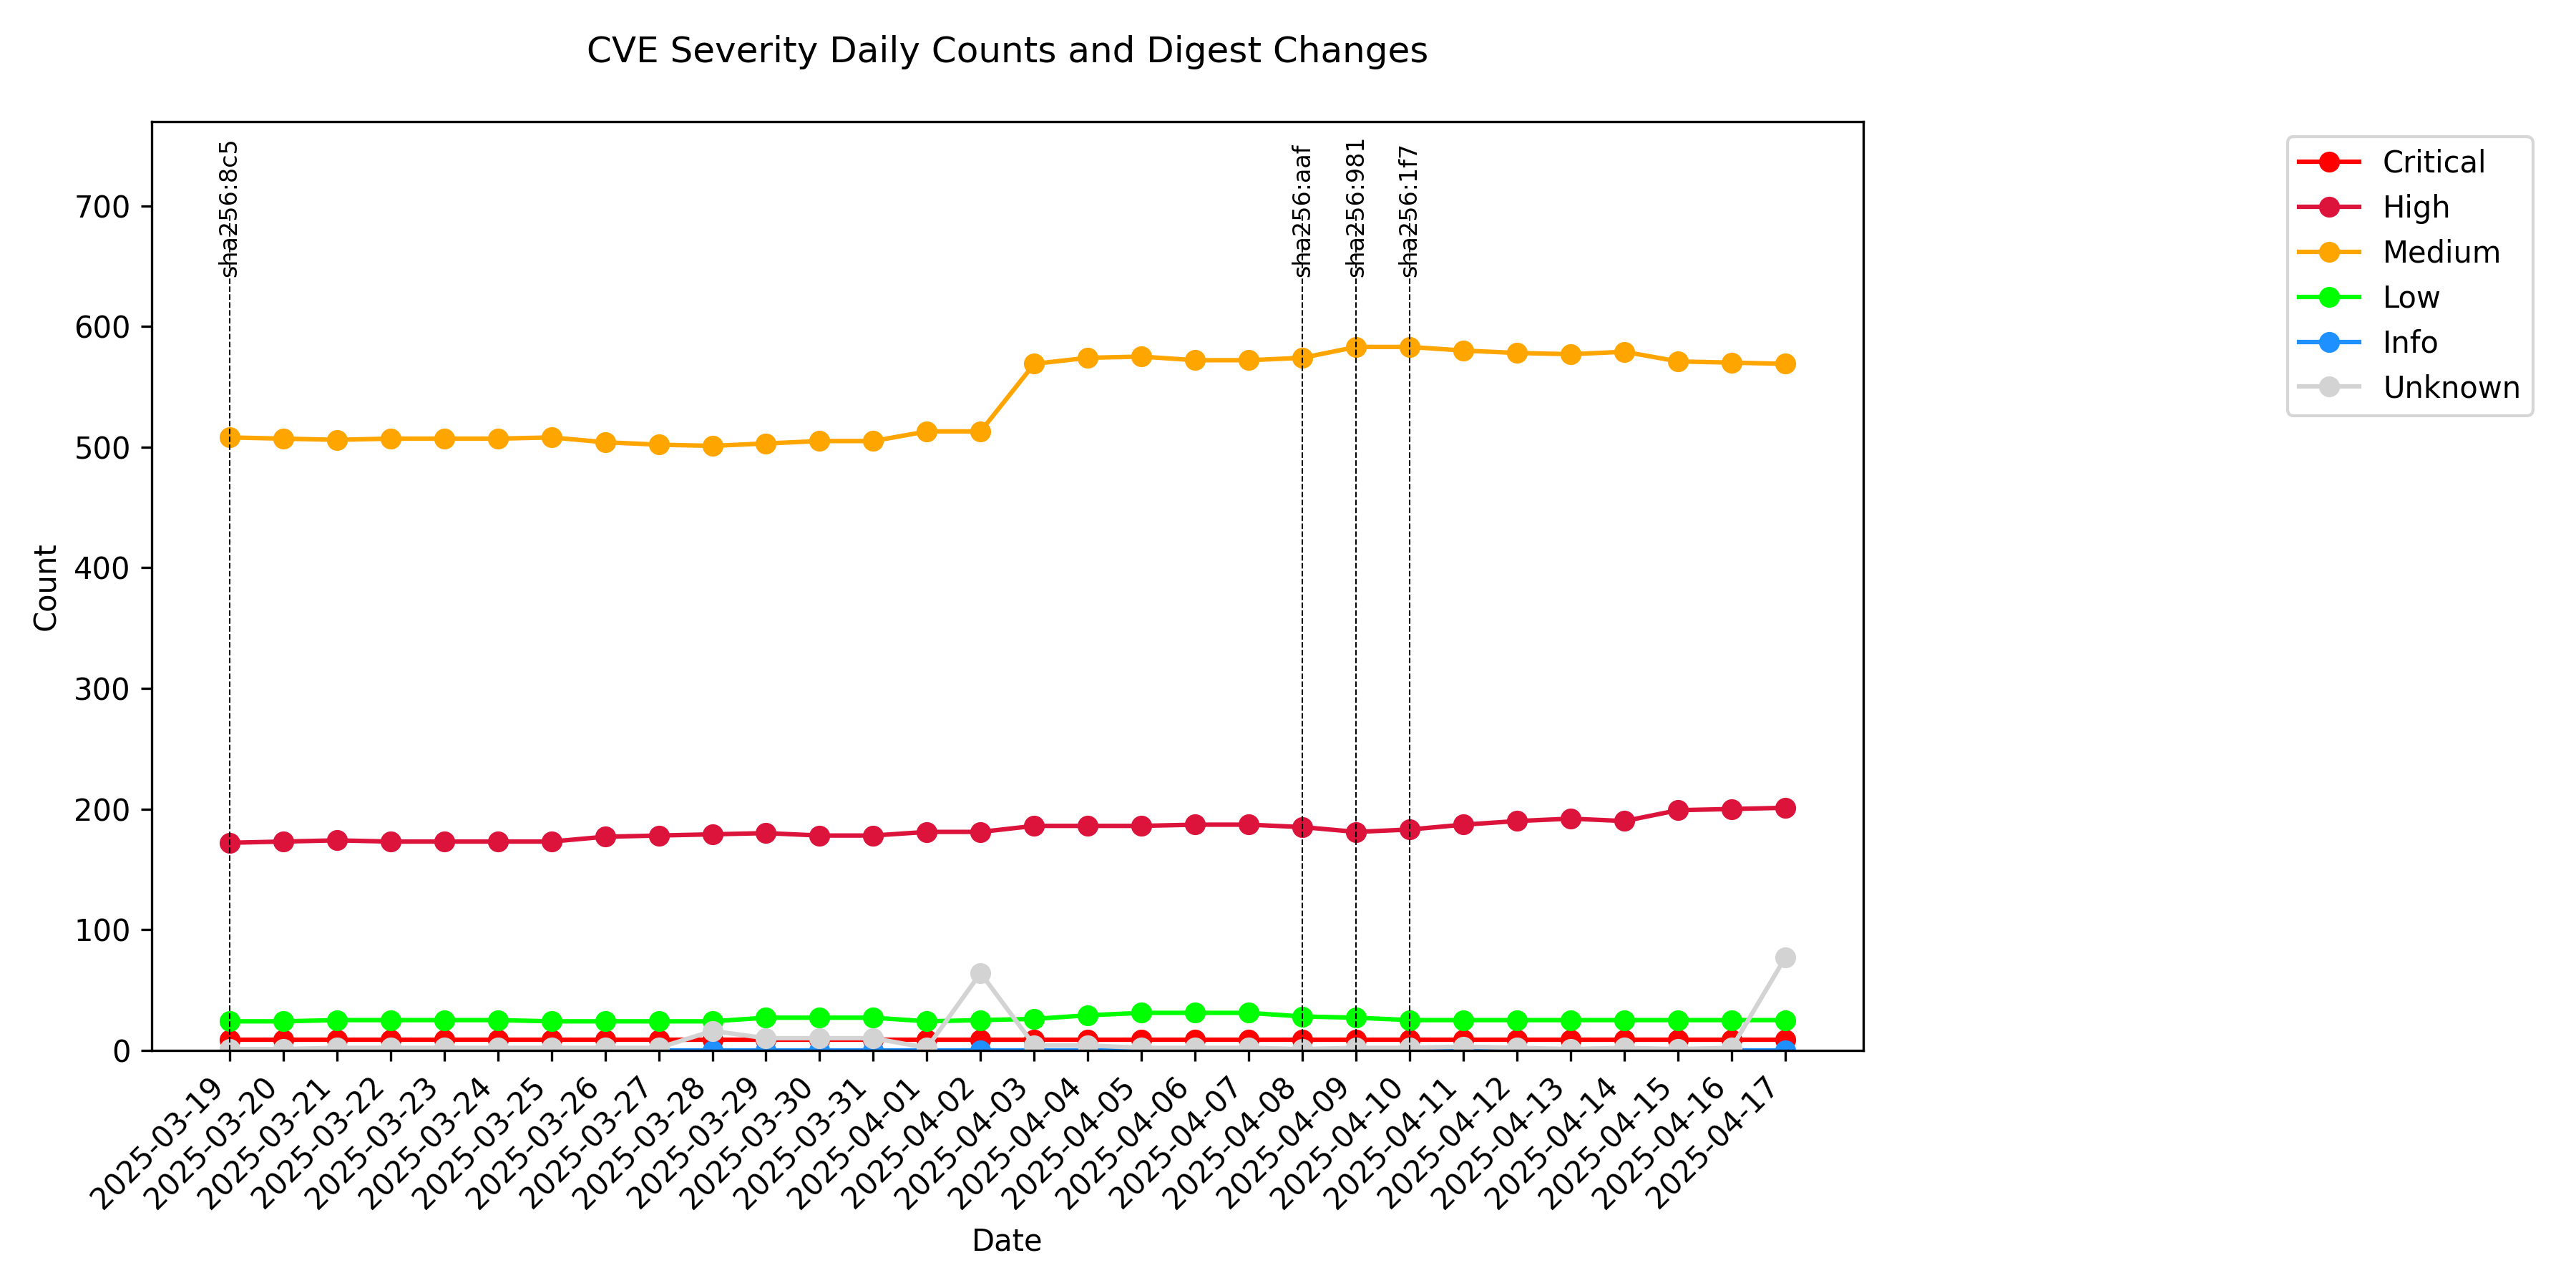 CVE Severity Daily Counts and Digest Changes
sha256:8c5
sha256:aaf
sha256:981
sha256:1f7
Critical
High
Medium
Low
Info
Unknown
Count
700
600
500
400
300
200
100
0
2025-03-19
2025-03-20
2025-03-21
2025-03-22
2025-03-23
2025-03-24
2025-03-25
2025-03-26
2025-03-27
2025-03-28
2025-03-29
2025-03-30
2025-03-31
2025-04-01
2025-04-02
2025-04-03
2025-04-04
2025-04-05
2025-04-06
2025-04-07
2025-04-08
2025-04-09
2025-04-10
2025-04-11
2025-04-12
2025-04-13
2025-04-14
2025-04-15
2025-04-16
2025-04-17
Date